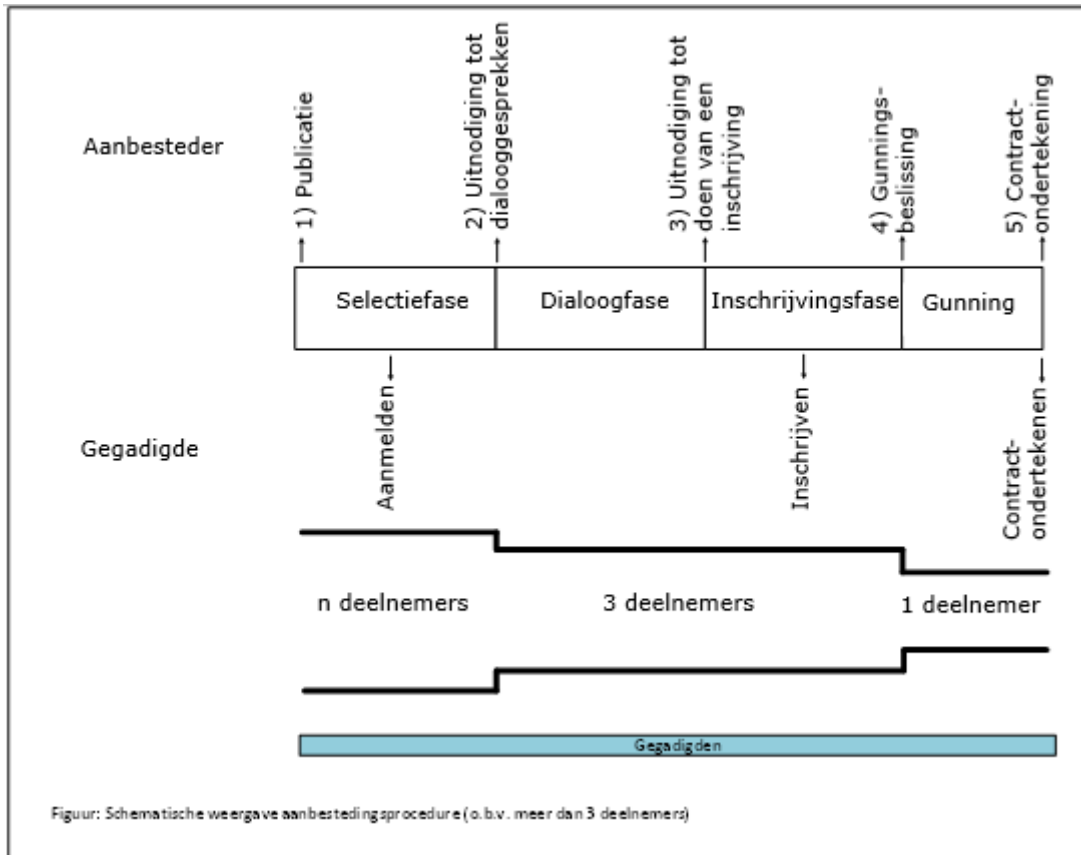 Aanbesteder
1) Publicatie
2) Uitnodiging tot
dialooggesprekken
3) Uitnodiging tot
doen van een
inschrijving
4) Gunnings-
beslissing
5) Contract-
ondertekening
Selectiefase
Dialoogfase
Inschrijvingsfase
Gunning
Gegadigde
Aanmelden
Inschrijven
Contract-
ondertekenen
n deelnemers
3 deelnemers
1 deelnemer
Gegadigden
Figuur: Schematische weergave aanbestedingsprocedure (o.b.v. meer dan 3 deelnemers)